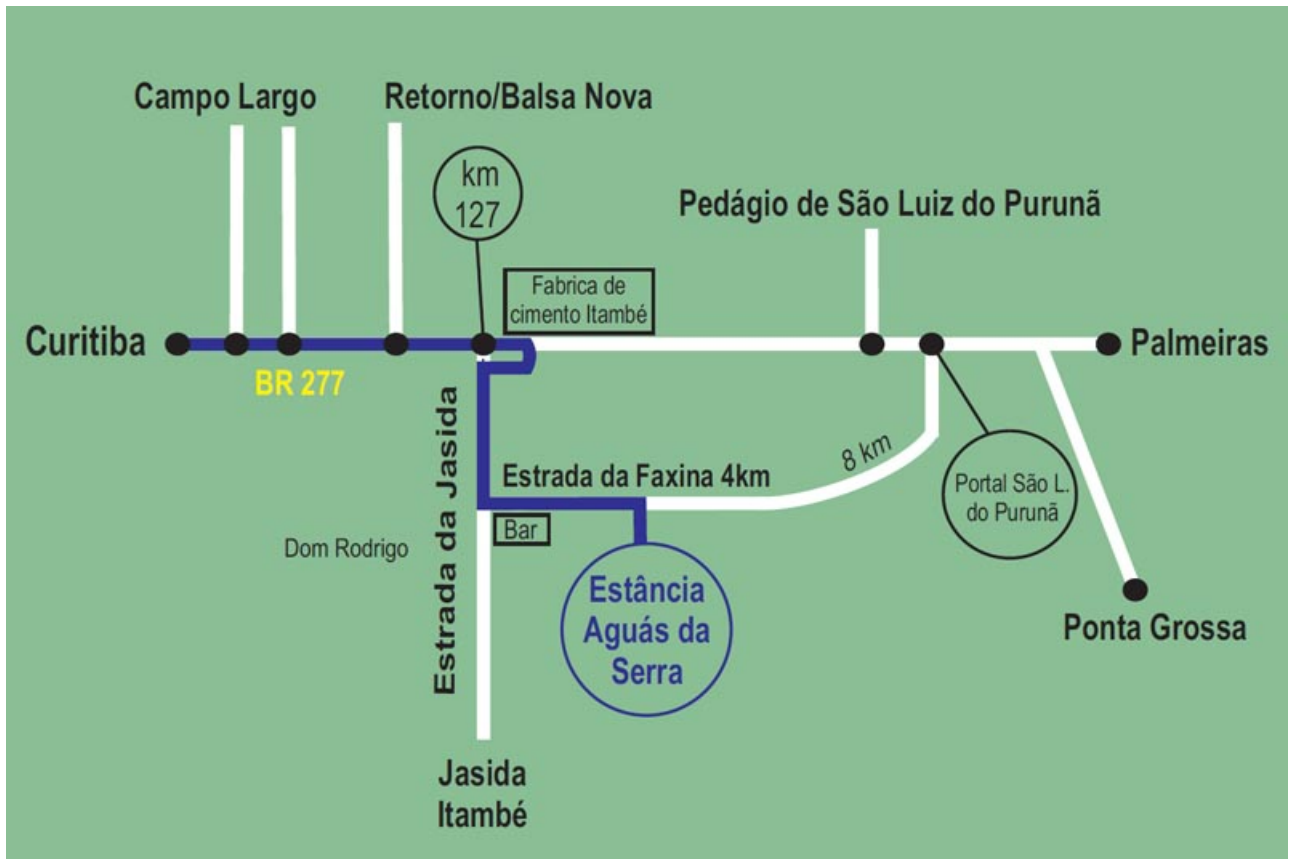 Campo Largo
Retorno/Balsa Nova
km
127
Pedágio de São Luiz do Purunã
Fabrica de
cimento Itambé
Curitiba
Palmeiras
BR 277
Estrada da Jasida
Estrada da Faxina 4km
8 km
Portal São L.
do Purunã
Bar
Dom Rodrigo
Estância
Aguás da
Serra
Ponta Grossa
Jasida
Itambé